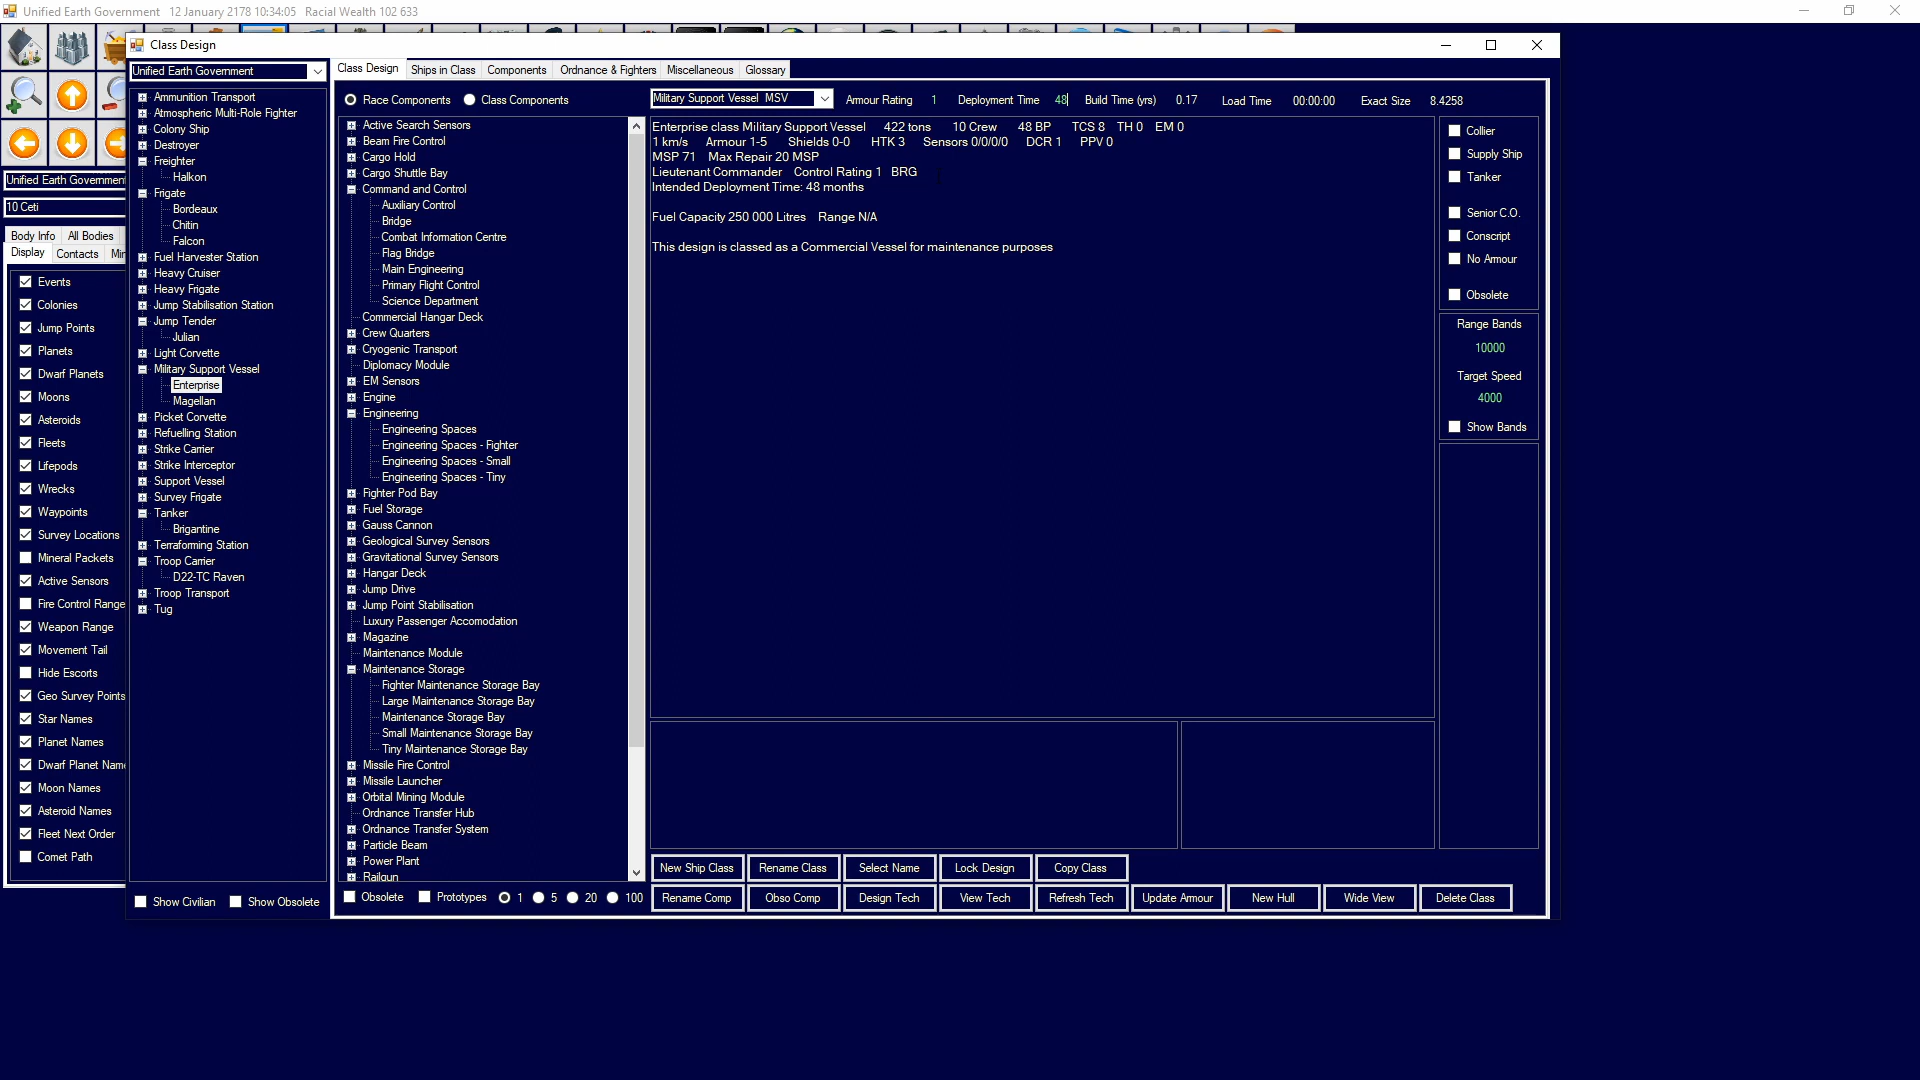 Unified Earth Government 12 January 2178 10:34:05 Racial Wealth 102 633
Class Design
Unified Earth Government
Class Design
Ships in Class
Components
Ordnance & Fighters
Miscellaneous
Glossary
Race Components
Class Components
Military Support Vessel MSV
Armour Rating 1
Deployment Time 48
Build Time (yrs) 0.17
Load Time 00:00:00
Exact Size 8.4258
Unified Earth Government
10 Ceti
Body Info
All Bodies
Display
Contacts
Events
Colonies
Jump Points
Planets
Dwarf Planets
Moons
Asteroids
Fleets
Lifepods
Wrecks
Waypoints
Survey Locations
Mineral Packets
Active Sensors
Fire Control Range
Weapon Range
Movement Tail
Hide Escorts
Geo Survey Points
Star Names
Planet Names
Dwarf Planet
Moon Names
Asteroid Names
Fleet Next Order
Comet Path
Ammunition Transport
Atmospheric Multi-Role Fighter
Colony Ship
Destroyer
Freighter
Halkon
Frigate
Bordeaux
Chitin
Falcon
Fuel Harvester Station
Heavy Cruiser
Heavy Frigate
Jump Stabilisation Station
Jump Tender
Julian
Light Corvette
Military Support Vessel
Enterprise
Magellan
Picket Corvette
Refuelling Station
Strike Carrier
Strike Interceptor
Support Vessel
Survey Frigate
Tanker
Brigantine
Terraforming Station
Troop Carrier
D22-TC Raven
Troop Transport
Tug
Show Civilian
Show Obsolete
Active Search Sensors
Beam Fire Control
Cargo Hold
Cargo Shuttle Bay
Command and Control
Auxiliary Control
Bridge
Combat Information Centre
Flag Bridge
Main Engineering
Primary Flight Control
Science Department
Commercial Hangar Deck
Crew Quarters
Cryogenic Transport
Diplomacy Module
EM Sensors
Engine
Engineering
Engineering Spaces
Engineering Spaces - Fighter
Engineering Spaces - Small
Engineering Spaces - Tiny
Fighter Pod Bay
Fuel Storage
Gauss Cannon
Geological Survey Sensors
Gravitational Survey Sensors
Hangar Deck
Jump Drive
Jump Point Stabilisation
Luxury Passenger Accomodation
Magazine
Maintenance Module
Maintenance Storage
Fighter Maintenance Storage Bay
Large Maintenance Storage Bay
Maintenance Storage Bay
Small Maintenance Storage Bay
Tiny Maintenance Storage Bay
Missile Fire Control
Missile Launcher
Orbital Mining Module
Ordnance Transfer Hub
Ordnance Transfer System
Particle Beam
Power Plant
Railgun
Obsolete
Prototypes
1
5
20
100
Enterprise class Military Support Vessel 422 tons 10 Crew 48 BP TCS 8 TH 0 EM 0
1 km/s Armour 1-5 Shields 0-0 HTK 3 Sensors 0/0/0/0 DCR 1 PPV 0
MSP 71 Max Repair 20 MSP
Lieutenant Commander Control Rating 1 BRG
Intended Deployment Time: 48 months
Fuel Capacity 250 000 Litres Range N/A
This design is classed as a Commercial Vessel for maintenance purposes
Collier
Supply Ship
Tanker
Senior C.O.
Conscript
No Armour
Obsolete
Range Bands
10000
Target Speed
4000
Show Bands
New Ship Class
Rename Class
Select Name
Lock Design
Copy Class
Rename Comp
Obso Comp
Design Tech
View Tech
Refresh Tech
Update Armour
New Hull
Wide View
Delete Class